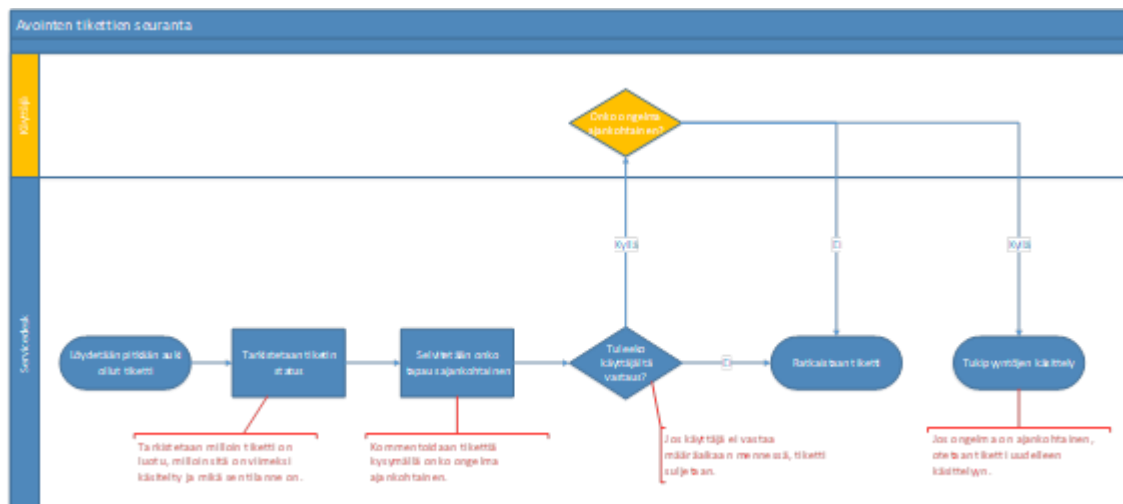 Avointen tikettien seuranta
Käyttäjä
Onko ongelma
ajankohtainen?
Kyllä
Ei
Kyllä
Servicedesk
Löydetään pitkään auki
ollut tiketti
Tarkistetaan tiketin
status
Selvitetään onko
tapaus ajankohtainen
Tuleeko
käyttäjältä
vastaus?
Ei
Ratkaistaan tiketti
Tukipyyntöjen käsittely
Tarkistetaan milloin tiketti on
luotu, milloin sitä on viimeksi
käsitelty ja mikä sen tilanne on.
Kommentoidaan tikettiä
kysymällä onko ongelma
ajankohtainen.
Jos käyttäjä ei vastaa
määräaikaan mennessä, tiketti
suljetaan.
Jos ongelma on ajankohtainen,
otetaan tiketti uudelleen
käsittelyyn.